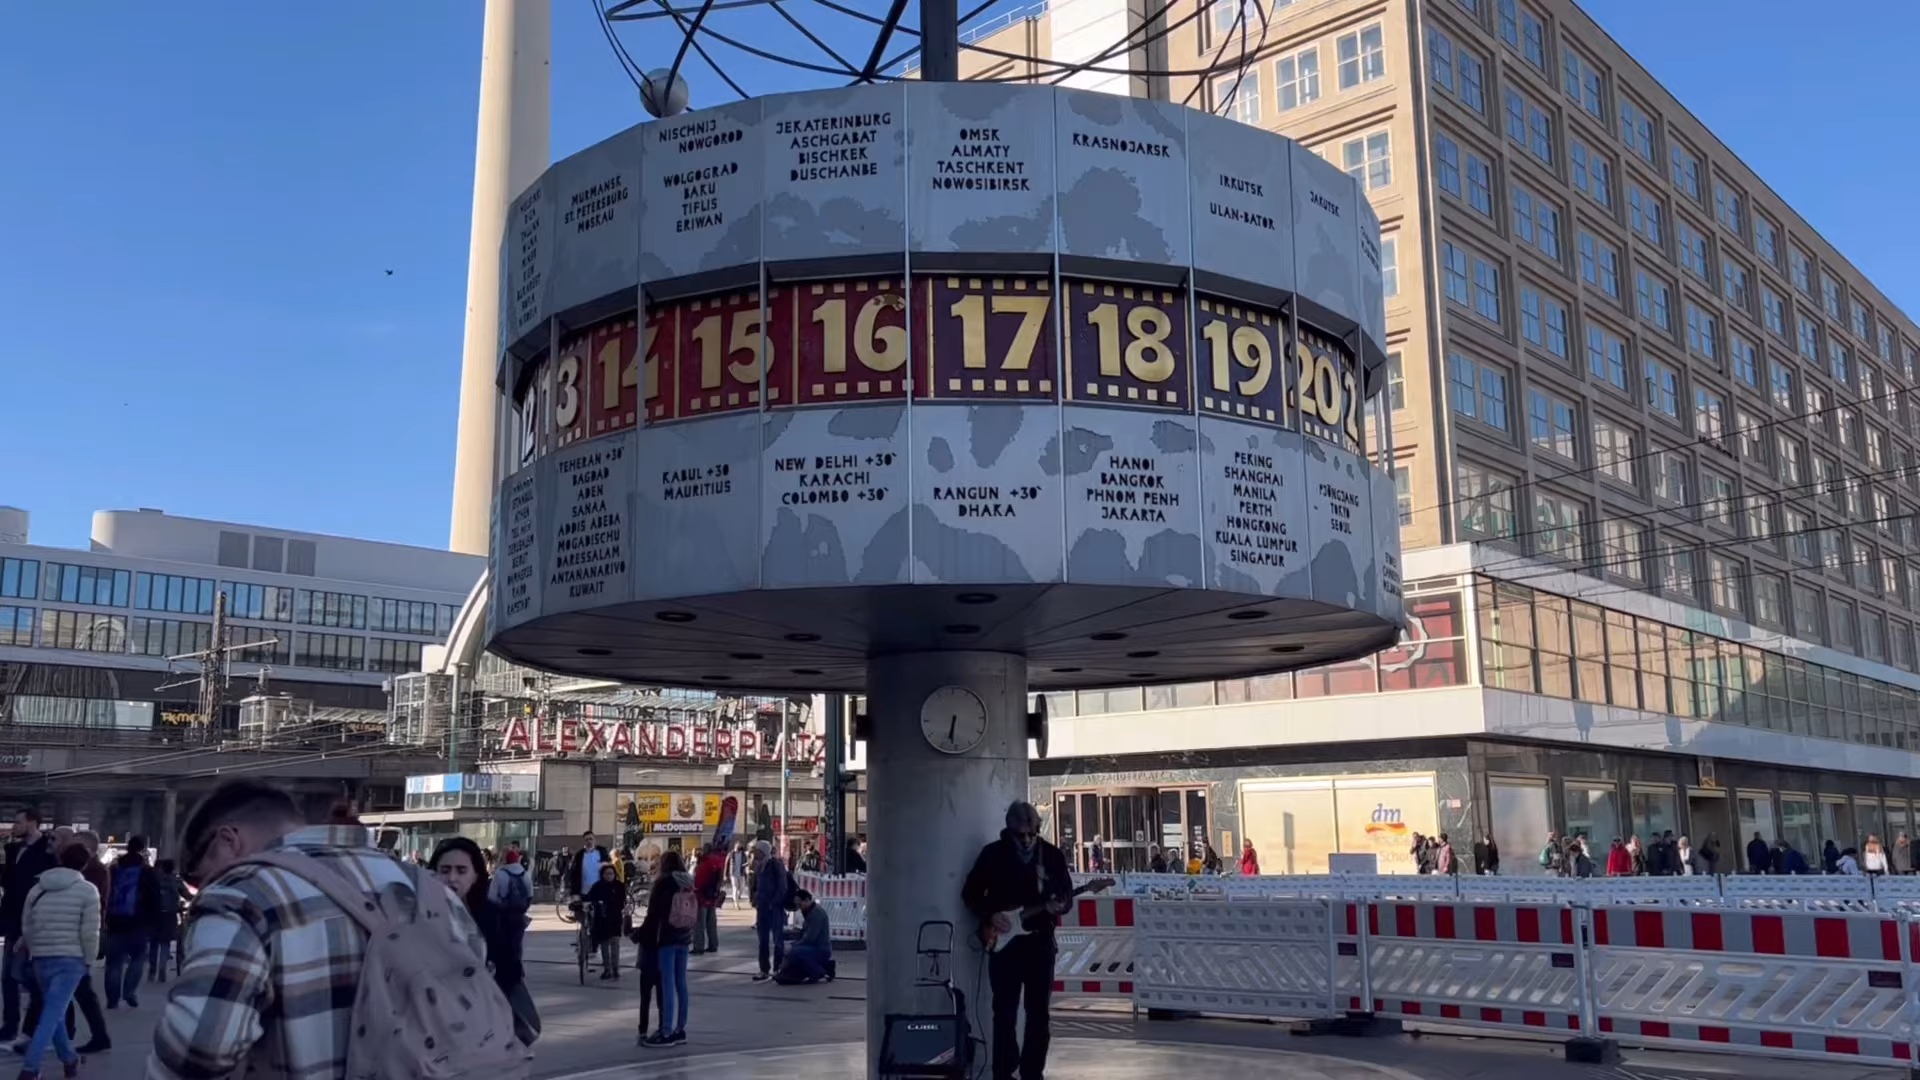 NISCHNIJ
NOWGOROD
WOLGOGRAD
BAKU
TIFLIS
ERIWAN
JEKATERINBURG
ASCHGABAT
BISCHKEK
DUSCHANBE
OMSK
ALMATY
TASCHKENT
NOWOSIBIRSK
KRASNOJARSK
IRKUTSK
ULAN-BATOR
JAKUTSK
MURMANSK
ST. PETERSBURG
MOSKAU
12 13 14 15 16 17 18 19 20 2
TEHERAN +30`
BAGDAD
ADEN
SANAA
ADDIS ABEBA
MOGADISCHU
DARESSALAM
ANTANANARIVO
KUWAIT
KABUL +30
MAURITIUS
NEW DELHI +30`
KARACHI
COLOMBO +30`
RANGUN +30`
DHAKA
HANOI
BANGKOK
PHNOM PENH
JAKARTA
PEKING
SHANGHAI
MANILA
PERTH
HONGKONG
KUALA LUMPUR
SINGAPUR
PJÖNGJANG
TOKYO
SEOUL
ALEXANDERPLATZ
U
McDonald's
dm
CUBE